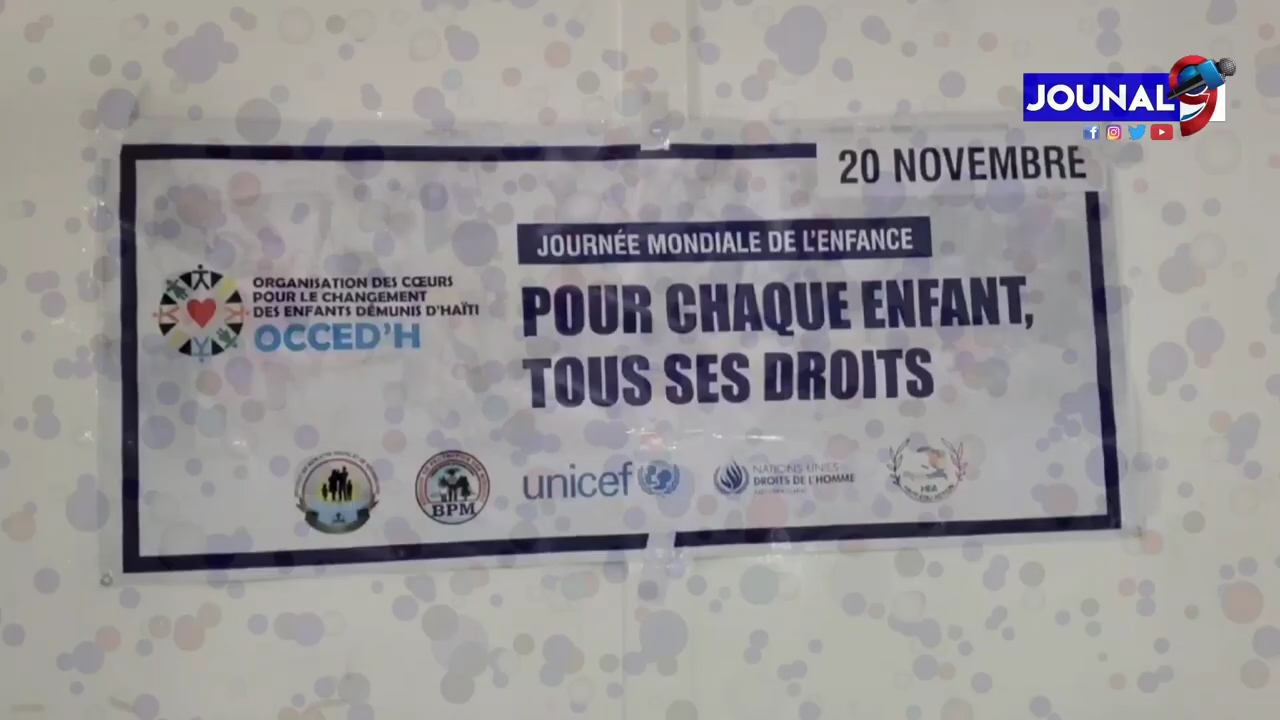 JOUNAL 9
20 NOVEMBRE
JOURNÉE MONDIALE DE L'ENFANCE
POUR CHAQUE ENFANT,
TOUS SES DROITS
ORGANISATION DES CŒURS
POUR LE CHANGEMENT
DES ENFANTS DÉMUNIS D'HAÏTI
OCCED'H
BPM
unicef
NATIONS UNIES
DROITS DE L'HOMME